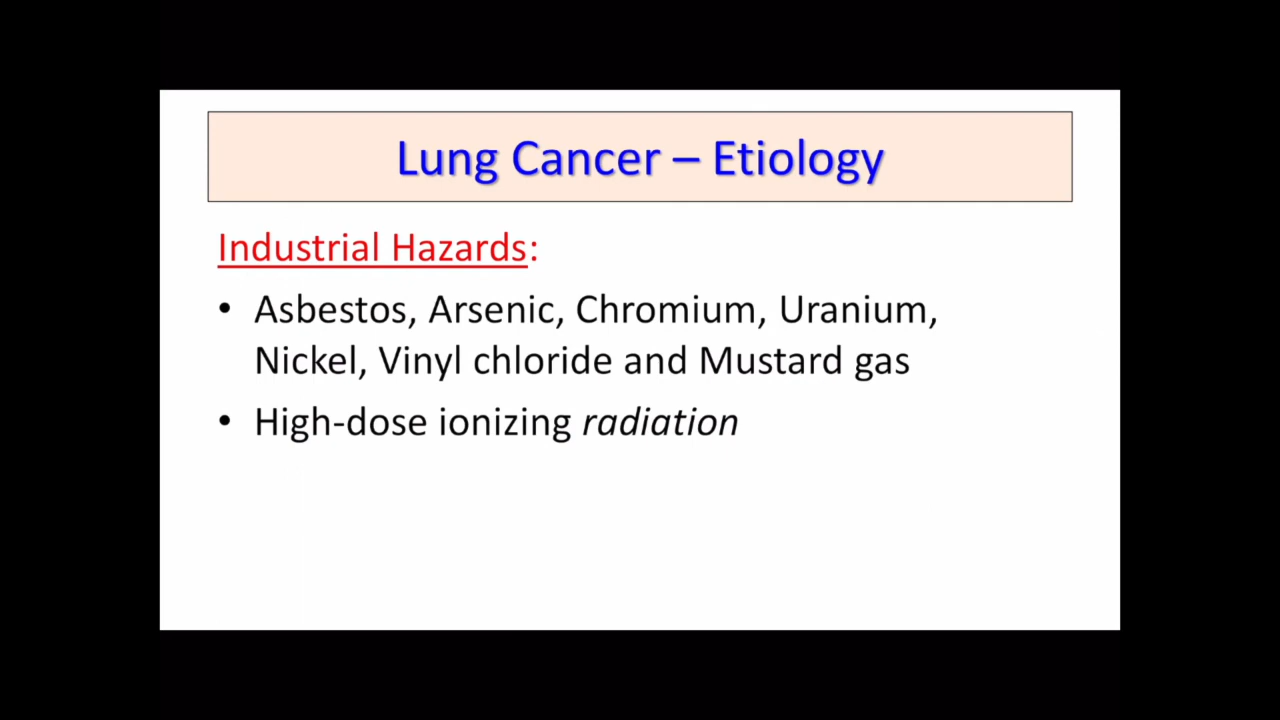 Lung Cancer – Etiology
Industrial Hazards:
• Asbestos, Arsenic, Chromium, Uranium,
Nickel, Vinyl chloride and Mustard gas
• High-dose ionizing radiation